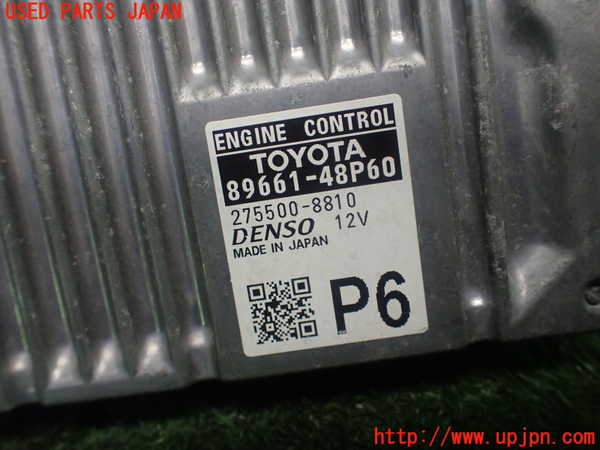 USED PARTS JAPAN
ENGINE CONTROL
TOYOTA
89661-48P60
275500-8810
DENSO 12V
MADE IN JAPAN
P6
http://www.upjpn.com/